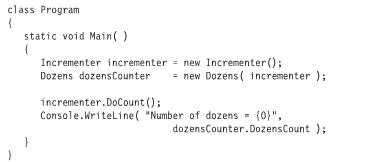 class Program
{
   static void Main( )
   {
      Incrementer incrementer = new Incrementer();
      Dozens dozensCounter    = new Dozens( incrementer );

      incrementer.DoCount();
      Console.WriteLine( "Number of dozens = {0}",
                              dozensCounter.DozensCount );
   }
}